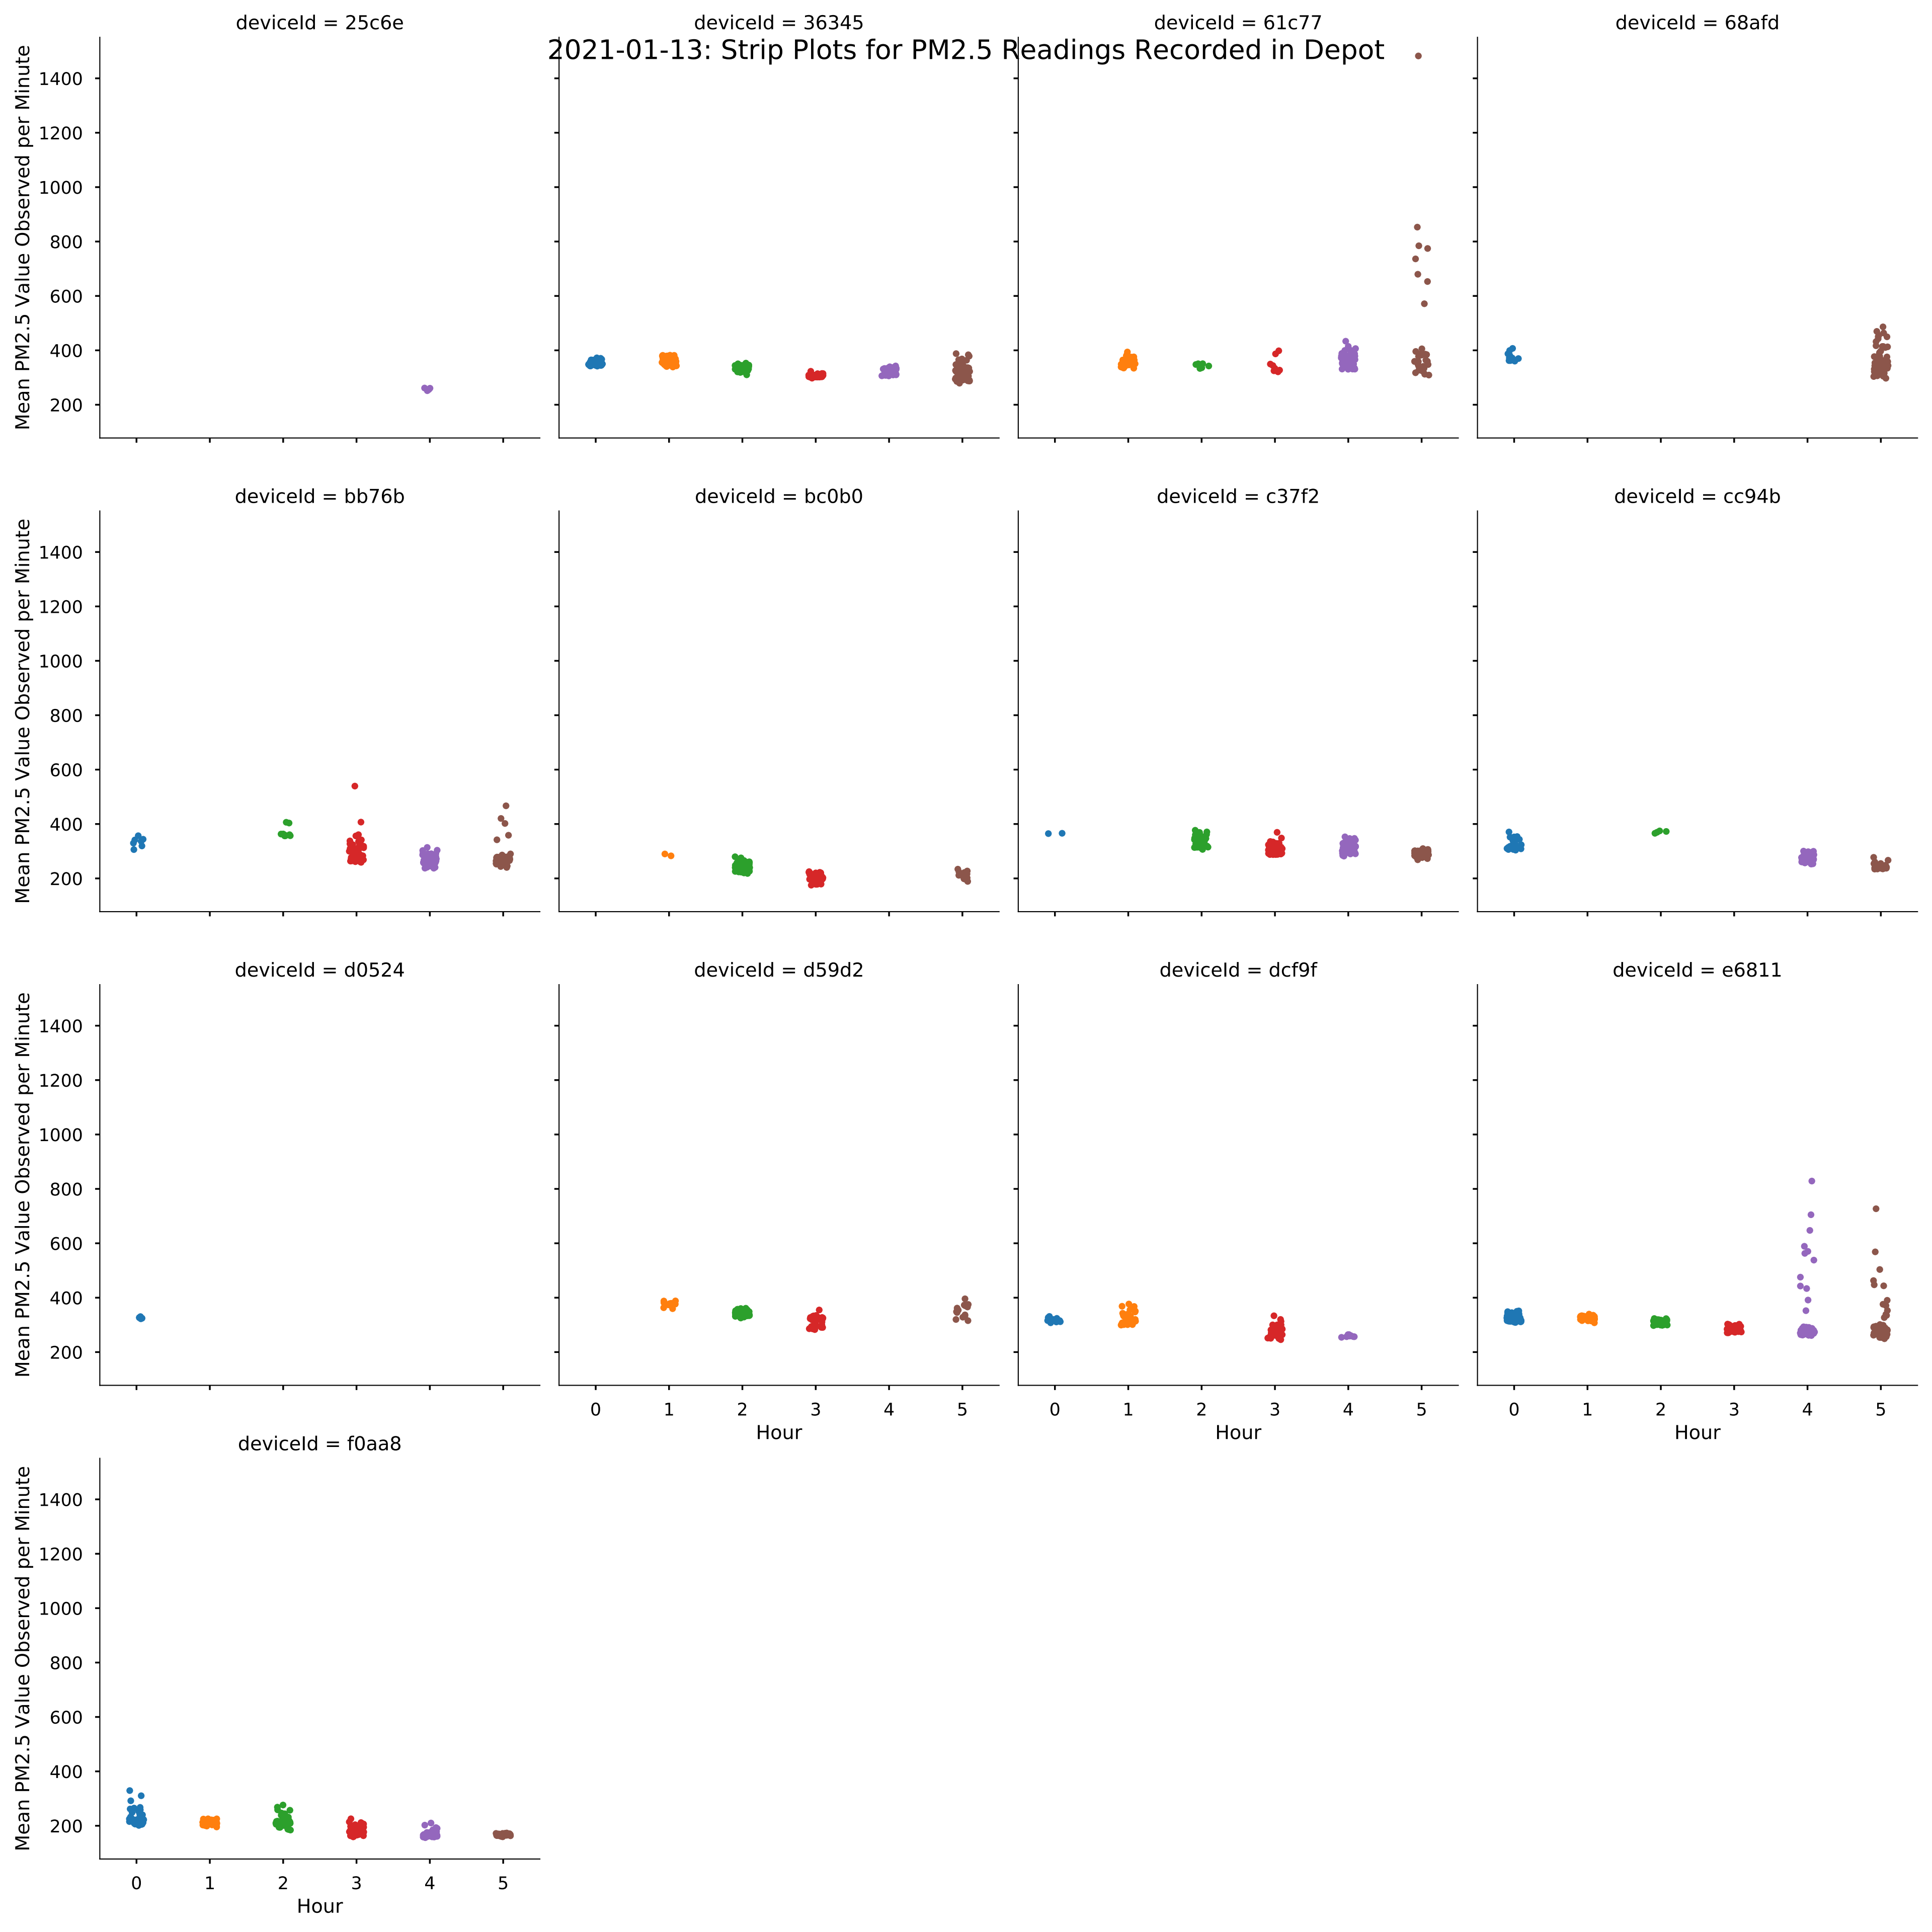 deviceId = 25c6e
deviceId = 36345
deviceId = 61c77
deviceId = 68afd
2021-01-13: Strip Plots for PM2.5 Readings Recorded in Depot
Mean PM2.5 Value Observed per Minute
1400
1200
1000
800
600
400
200
deviceId = bb76b
deviceId = bc0b0
deviceId = c37f2
deviceId = cc94b
Mean PM2.5 Value Observed per Minute
1400
1200
1000
800
600
400
200
deviceId = d0524
deviceId = d59d2
deviceId = dcf9f
deviceId = e6811
Mean PM2.5 Value Observed per Minute
1400
1200
1000
800
600
400
200
0 1 2 3 4 5
Hour
0 1 2 3 4 5
Hour
0 1 2 3 4 5
Hour
deviceId = f0aa8
Mean PM2.5 Value Observed per Minute
1400
1200
1000
800
600
400
200
0 1 2 3 4 5
Hour